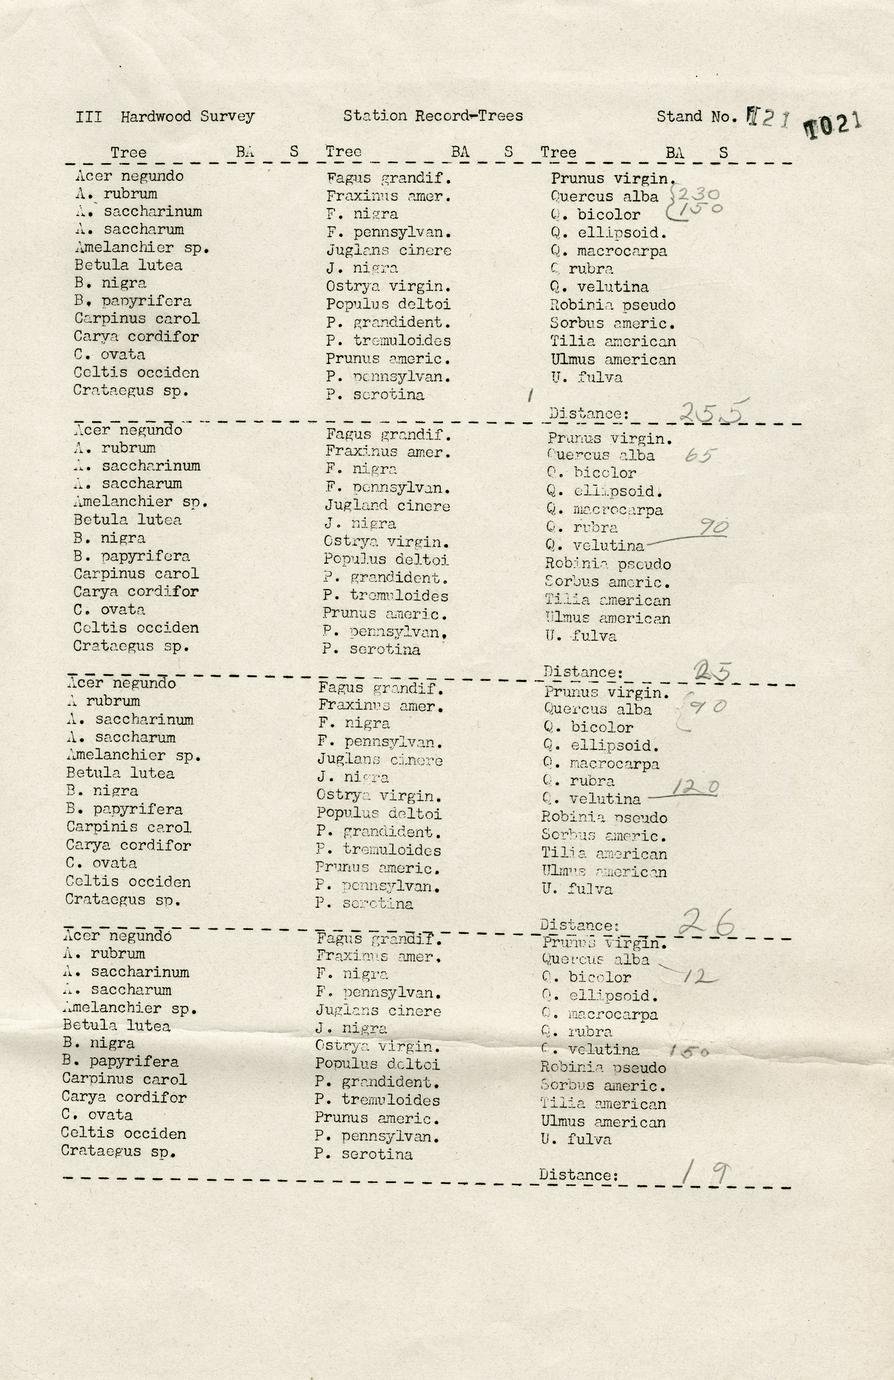 III Hardwood Survey Station Record-Trees Stand No. 121 1021
Tree BA S Tree BA S Tree BA S
Acer negundo Fagus grandif. Prunus virgin.
A. rubrum Fraxinus amer. Quercus alba 230
A. saccharinum F. nigra Q. bicolor 150
A. saccharum F. pennsylvan. Q. ellipsoid.
Amelanchier sp. Juglans cinere Q. macrocarpa
Betula lutea J. nigra Q rubra
B. nigra Ostrya virgin. Q. velutina
B. papyrifera Populus deltoi Robinia pseudo
Carpinus carol P. grandident. Sorbus americ.
Carya cordifor P. tremuloides Tilia american
C. ovata Prunus americ. Ulmus american
Celtis occiden P. pennsylvan. U. fulva
Crataegus sp. P. serotina
Distance: 25.5
Acer negundo Fagus grandif. Prunus virgin.
A. rubrum Fraxinus amer. Quercus alba 65
A. saccharinum F. nigra Q. bicolor
A. saccharum F. pennsylvan. Q. ellipsoid.
Amelanchier sp. Jugland cinere Q. macrocarpa
Betula lutea J. nigra Q. rubra 90
B. nigra Ostrya virgin. Q. velutina
B. papyrifera Populus deltoi Robinia pseudo
Carpinus carol P. grandident. Sorbus americ.
Carya cordifor P. tremuloides Tilia american
C. ovata Prunus americ. Ulmus american
Celtis occiden P. pennsylvan, U. fulva
Crataegus sp. P. serotina
Distance: 25
Acer negundo Fagus grandif. Prunus virgin.
A rubrum Fraxinus amer. Quercus alba 90
A. saccharinum F. nigra Q. bicolor
A. saccharum F. pennsylvan. Q. ellipsoid.
Amelanchier sp. Juglans cinere Q. macrocarpa
Betula lutea J. nigra Q. rubra 120
B. nigra Ostrya virgin. Q. velutina
B. papyrifera Populus deltoi Robinia pseudo
Carpinis carol P. grandident. Sorbus americ.
Carya cordifor P. tremuloides Tilia american
C. ovata Prunus americ. Ulmus american
Celtis occiden P. pennsylvan. U. fulva
Crataegus sp. P. serotina
Distance: 26
Acer negundo Fagus grandif. Prunus virgin.
A. rubrum Fraxinus amer. Quercus alba
A. saccharinum F. nigra Q. bicolor 12
A. saccharum F. pennsylvan. Q. ellipsoid.
Amelanchier sp. Juglans cinere Q. macrocarpa
Betula lutea J. nigra Q. rubra
B. nigra Ostrya virgin. Q. velutina 150
B. papyrifera Populus deltoi Robinia pseudo
Carpinus carol P. grandident. Sorbus americ.
Carya cordifor P. tremuloides Tilia american
C. ovata Prunus americ. Ulmus american
Celtis occiden P. pennsylvan. U. fulva
Crataegus sp. P. serotina
Distance: 19